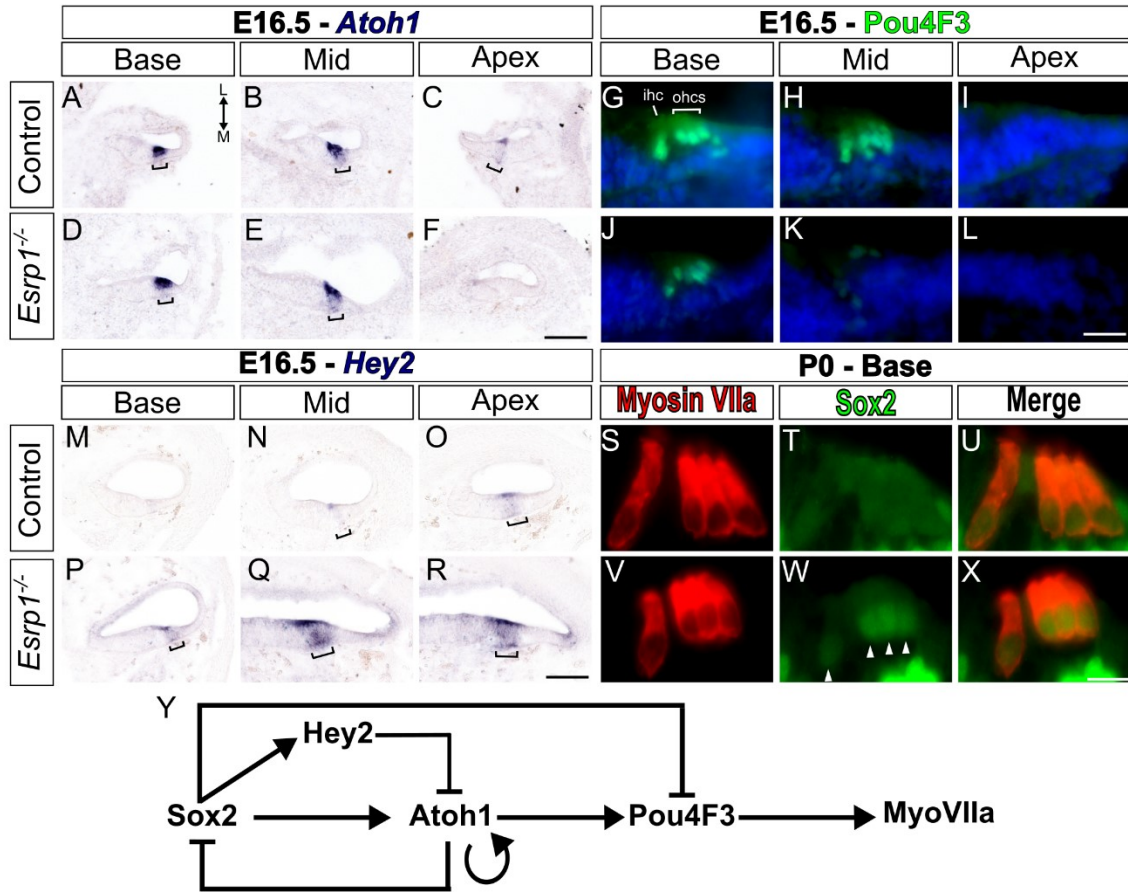 E16.5 - Atoh1
Base Mid Apex
Control
A L M
B
C
Esrp1-/-
D
E
F
E16.5 - Pou4F3
Base Mid Apex
G ihc ohcs
H
I
J
K
L
E16.5 - Hey2
Base Mid Apex
Control
M
N
O
Esrp1-/-
P
Q
R
P0 - Base
Myosin VIIa Sox2 Merge
S
T
U
V
W
X
Y
Hey2
Sox2 Atoh1 Pou4F3 MyoVIIa